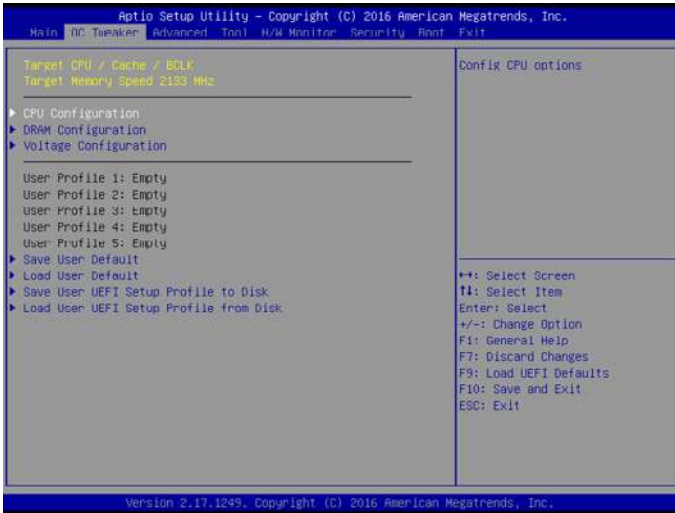 Aptio Setup Utility – Copyright (C) 2016 American Megatrends, Inc.
Main OC Tweaker Advanced Tool H/W Monitor Security Boot Exit
Target CPU / Cache / BCLK
Target Memory Speed 2133 MHz
CPU Configuration
DRAM Configuration
Voltage Configuration
User Profile 1: Empty
User Profile 2: Empty
User Profile 3: Empty
User Profile 4: Empty
User Profile 5: Empty
Save User Default
Load User Default
Save User UEFI Setup Profile to Disk
Load User UEFI Setup Profile from Disk
Config CPU options
→←: Select Screen
↑↓: Select Item
Enter: Select
+/-: Change Option
F1: General Help
F7: Discard Changes
F9: Load UEFI Defaults
F10: Save and Exit
ESC: Exit
Version 2.17.1249. Copyright (C) 2016 American Megatrends, Inc.